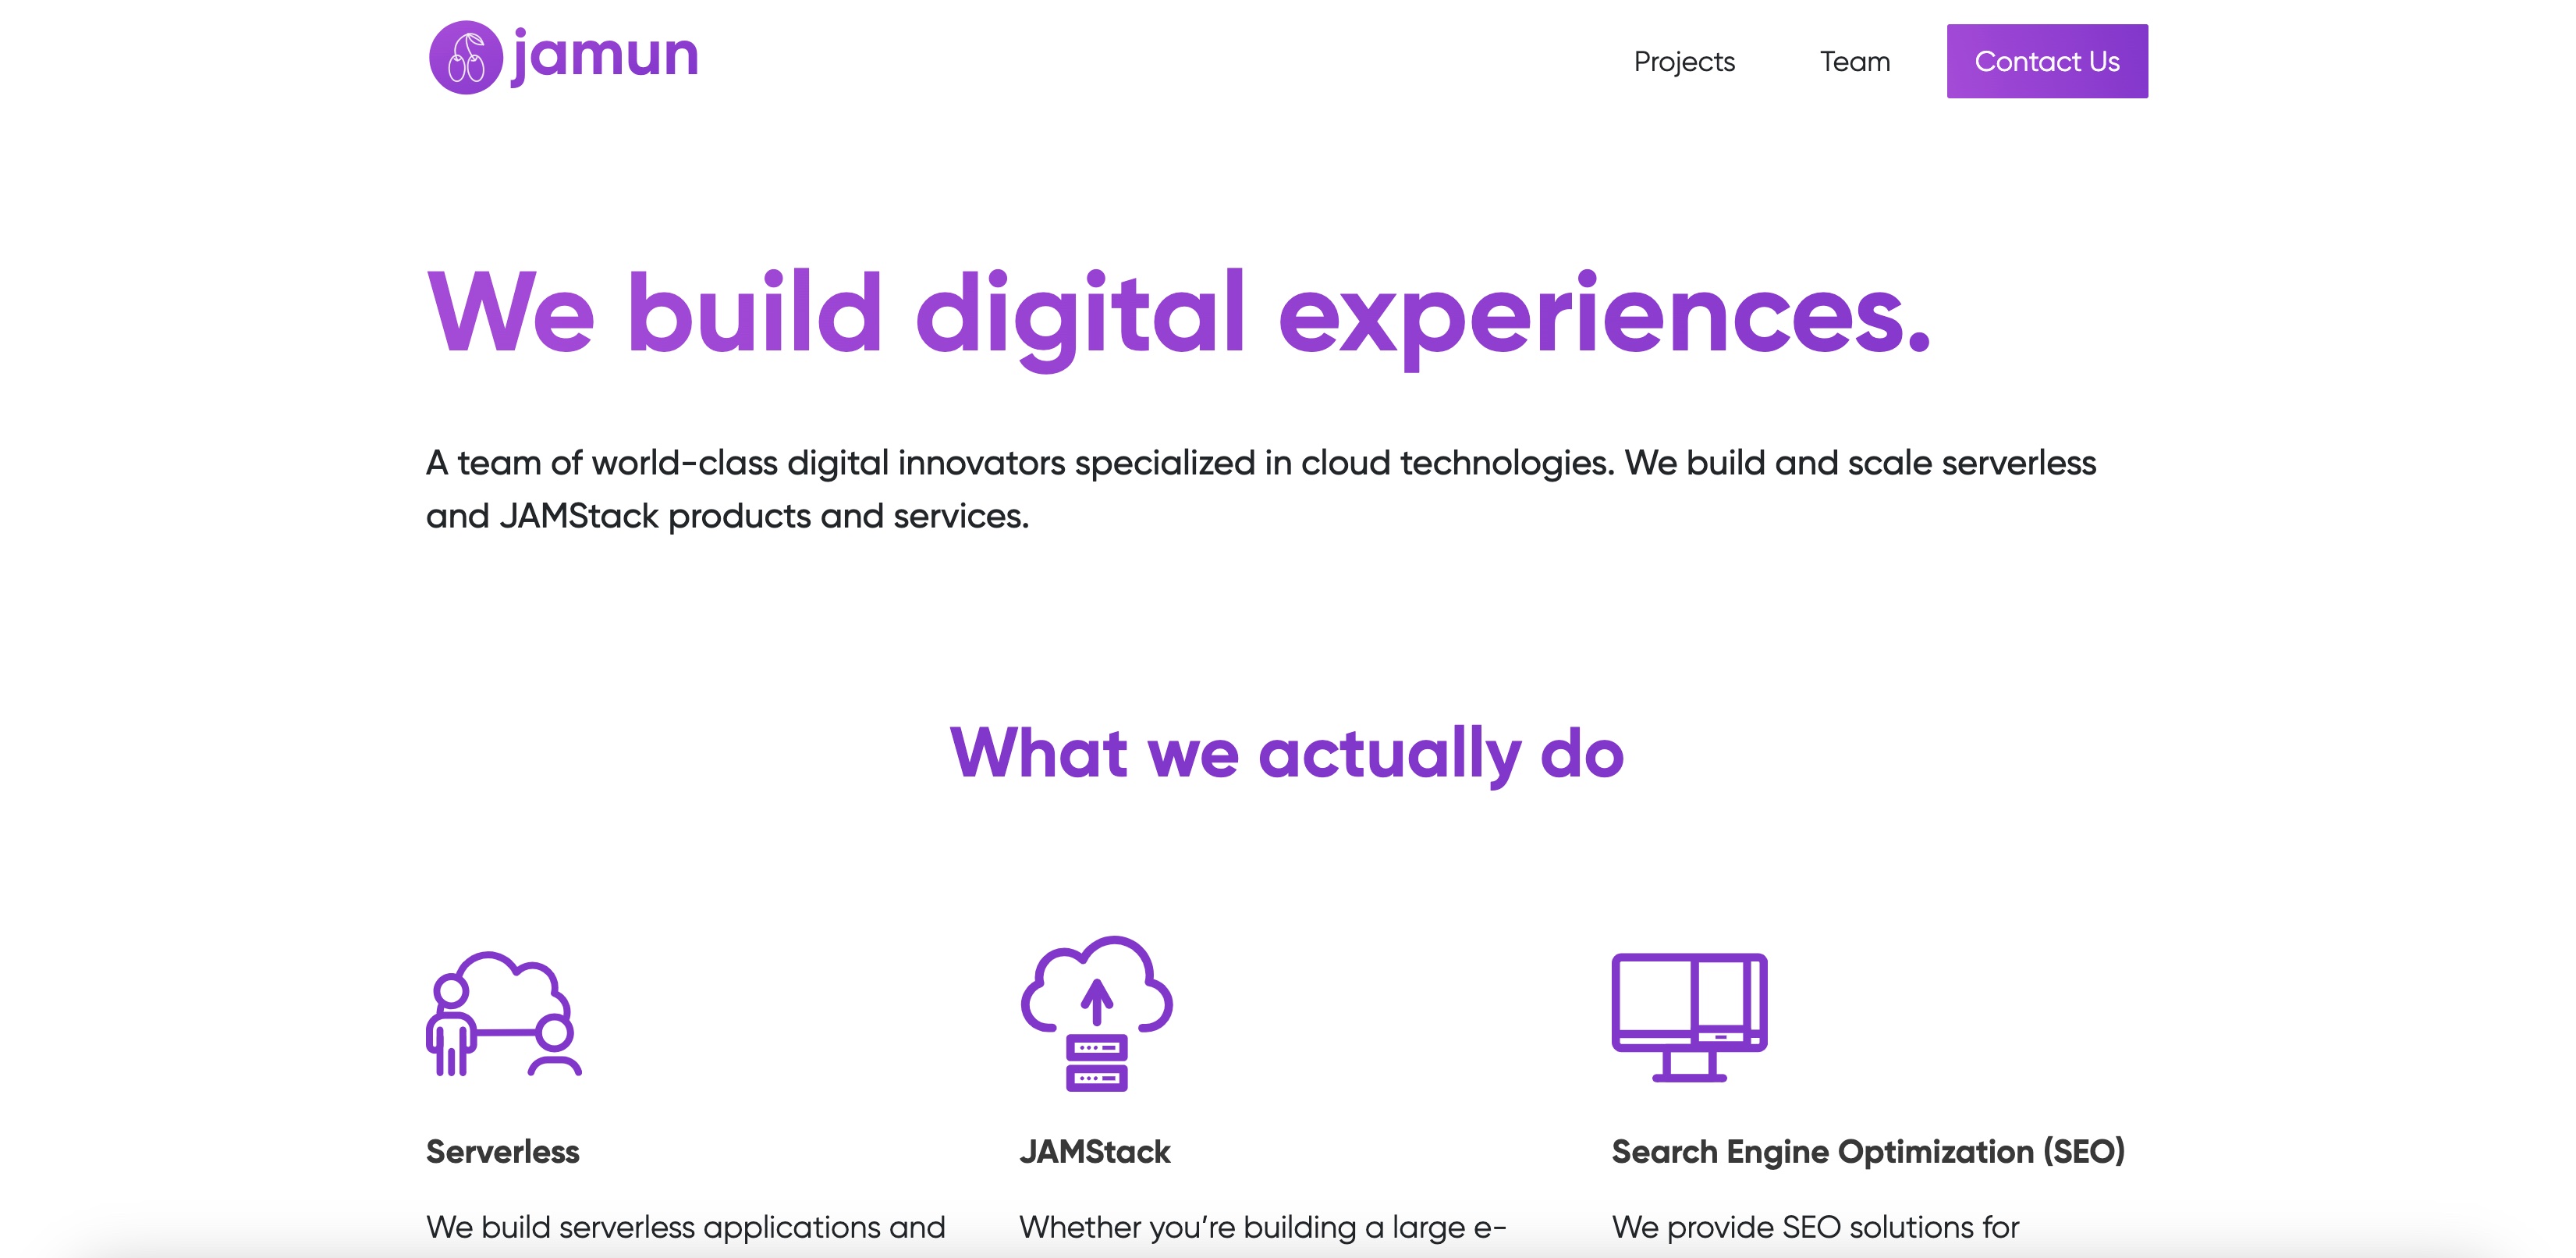 jamun
Projects
Team
Contact Us
We build digital experiences.
A team of world-class digital innovators specialized in cloud technologies. We build and scale serverless
and JAMStack products and services.
What we actually do
Serverless
We build serverless applications and
JAMStack
Whether you’re building a large e-
Search Engine Optimization (SEO)
We provide SEO solutions for